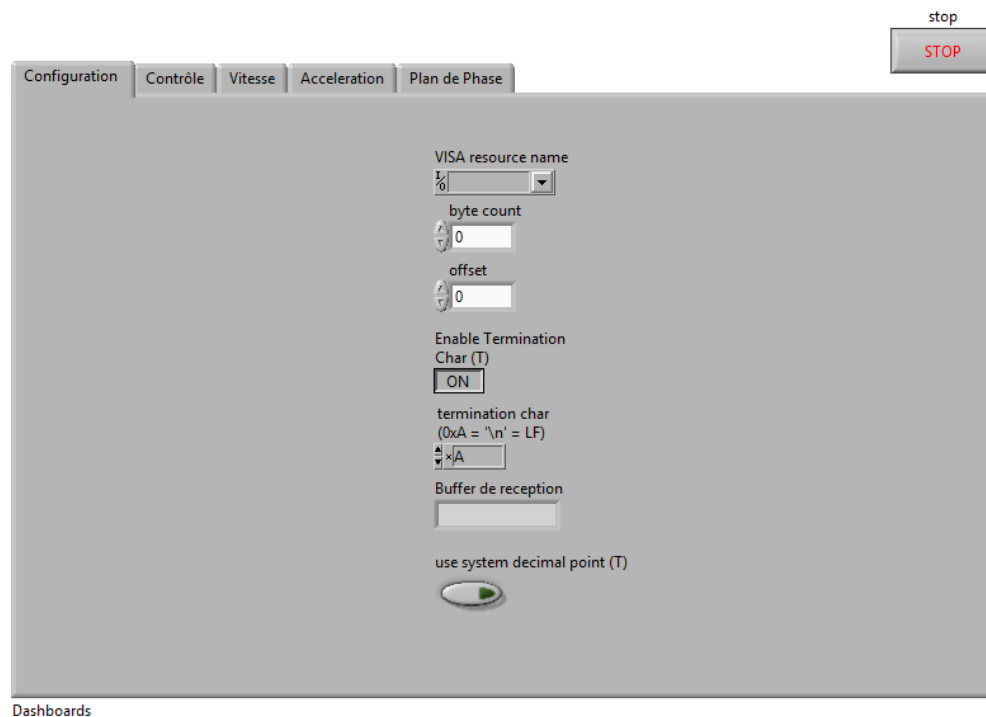 stop
STOP
Configuration
Contrôle
Vitesse
Acceleration
Plan de Phase
VISA resource name
I/O
byte count
0
offset
0
Enable Termination
Char (T)
ON
termination char
(0xA = '\n' = LF)
×A
Buffer de reception
use system decimal point (T)
Dashboards